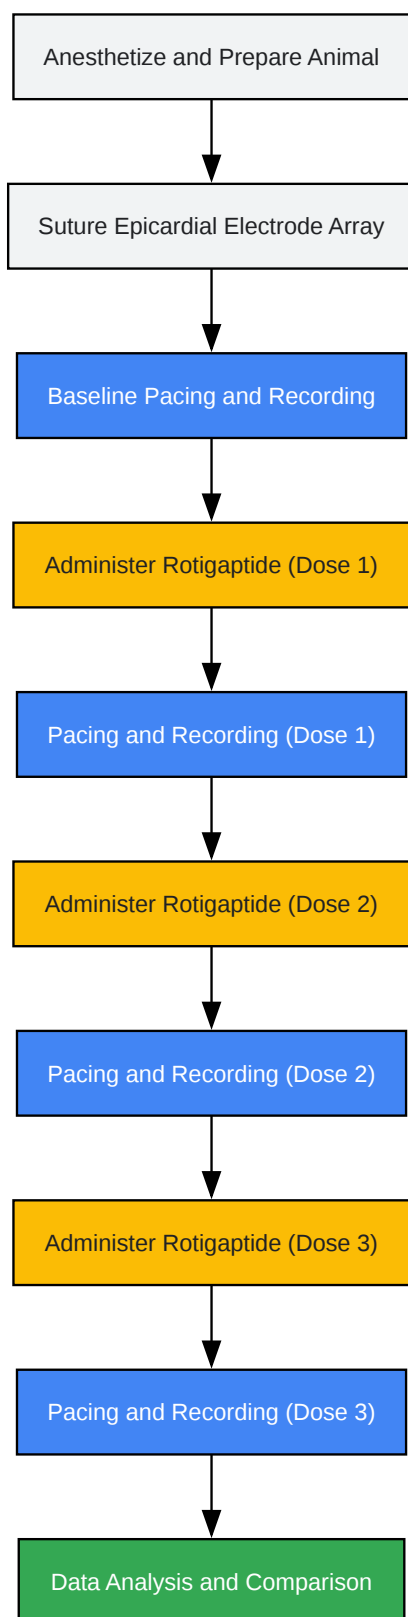 Anesthetize and Prepare Animal
Suture Epicardial Electrode Array
Baseline Pacing and Recording
Administer Rotigaptide (Dose 1)
Pacing and Recording (Dose 1)
Administer Rotigaptide (Dose 2)
Pacing and Recording (Dose 2)
Administer Rotigaptide (Dose 3)
Pacing and Recording (Dose 3)
Data Analysis and Comparison